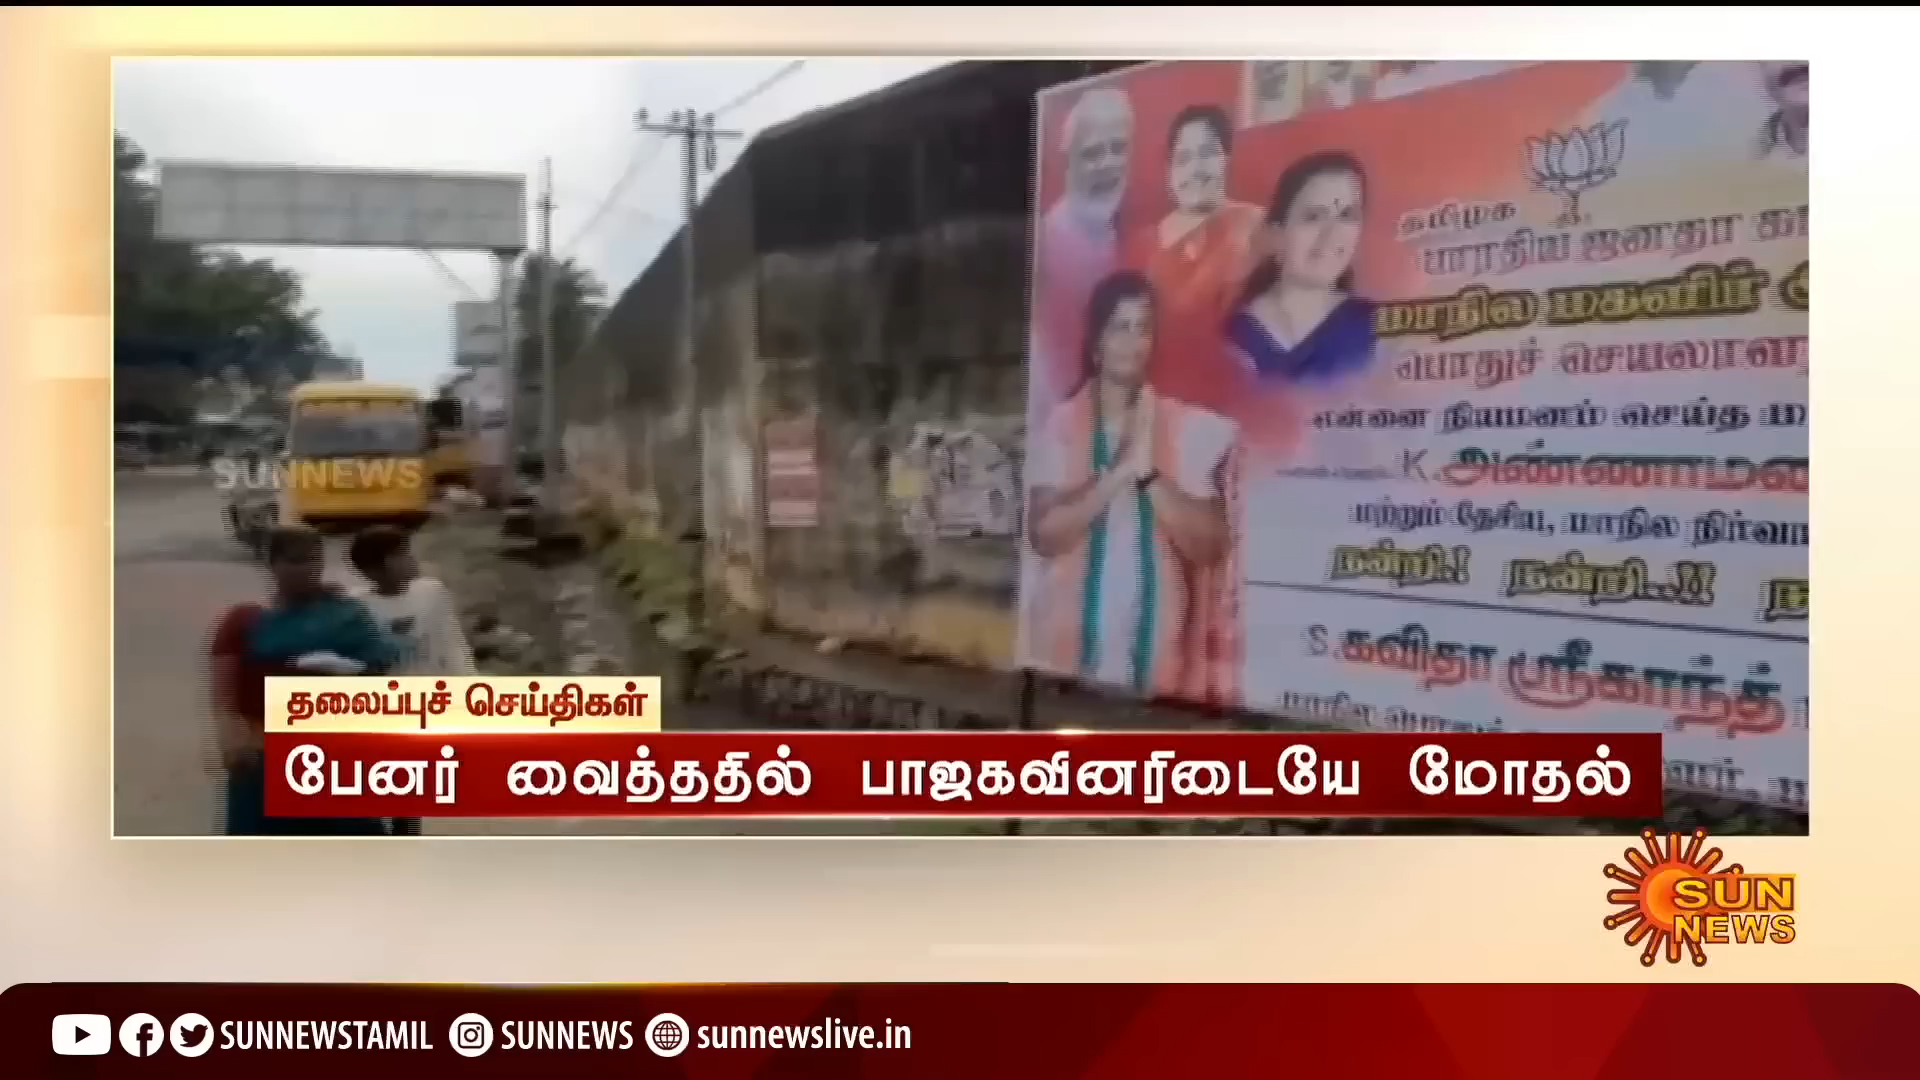 தமிழக
பாரதிய ஜனதா
மாநில மகளிர்
பொதுச் செயலாள
என்னை நியமனம் செய்த
K.அண்ணாமலை
மற்றும் தேசிய, மாநில நிர்வா
நன்றி.! நன்றி..!!
S.கவிதா ஸ்ரீகாந்த்
SUNNEWS
தலைப்புச் செய்திகள்
பேனர் வைத்ததில் பாஜகவினரிடையே மோதல்
SUN
NEWS
SUNNEWSTAMIL SUNNEWS sunnewslive.in